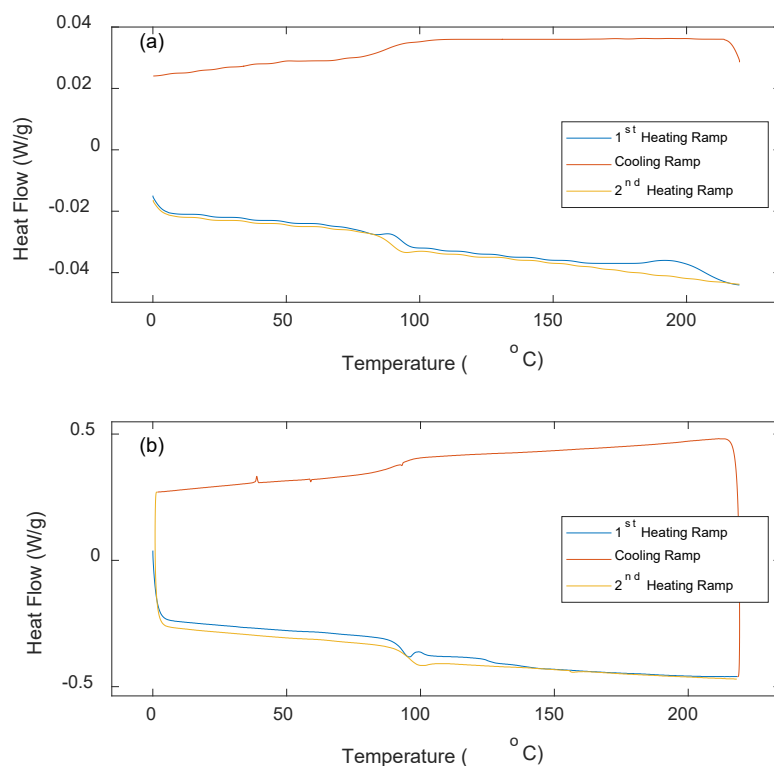 (a)
0.04
0.02
0
-0.02
-0.04
Heat Flow (W/g)
1st Heating Ramp
Cooling Ramp
2nd Heating Ramp
0 50 100 150 200
Temperature (oC)
(b)
0.5
0
-0.5
Heat Flow (W/g)
1st Heating Ramp
Cooling Ramp
2nd Heating Ramp
0 50 100 150 200
Temperature (oC)